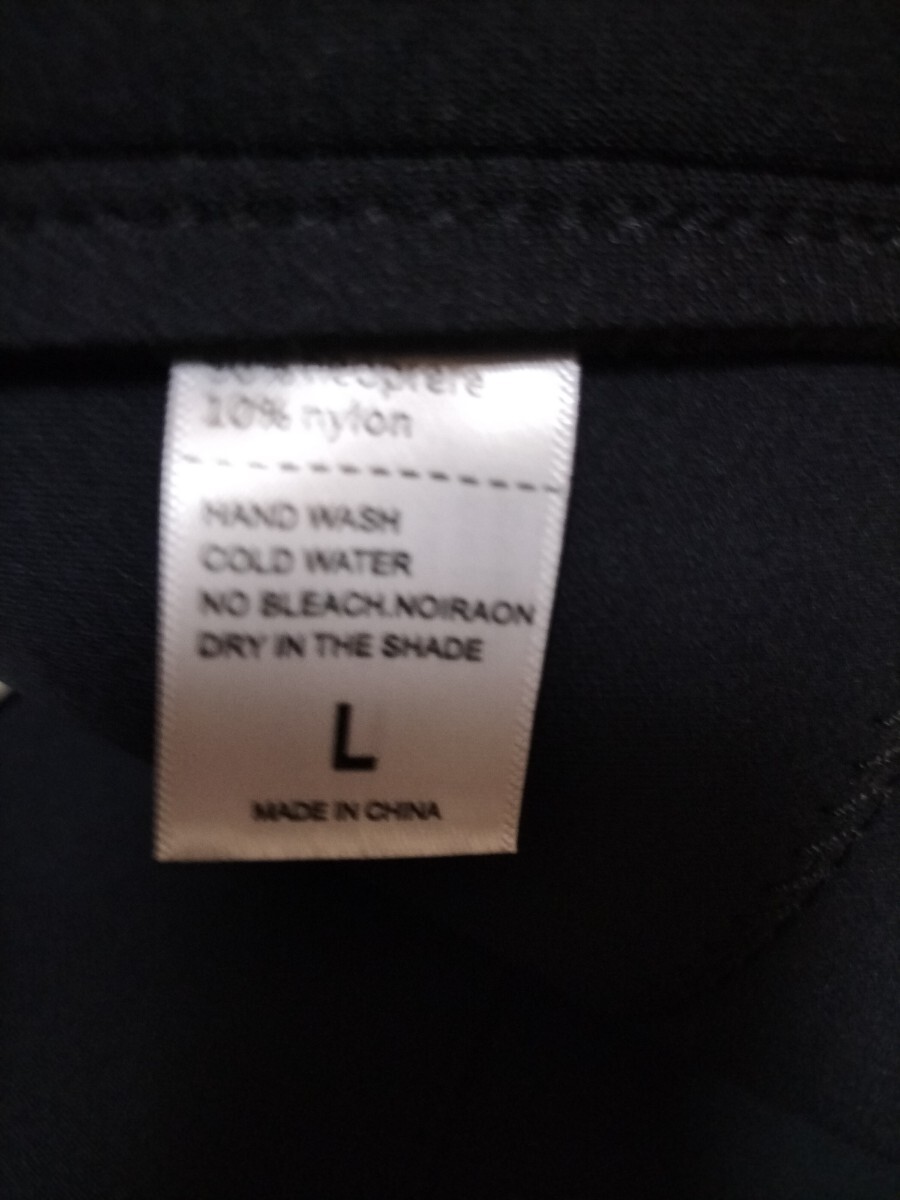 10% nylon
HAND WASH
COLD WATER
NO BLEACH.NOIRAON
DRY IN THE SHADE
L
MADE IN CHINA